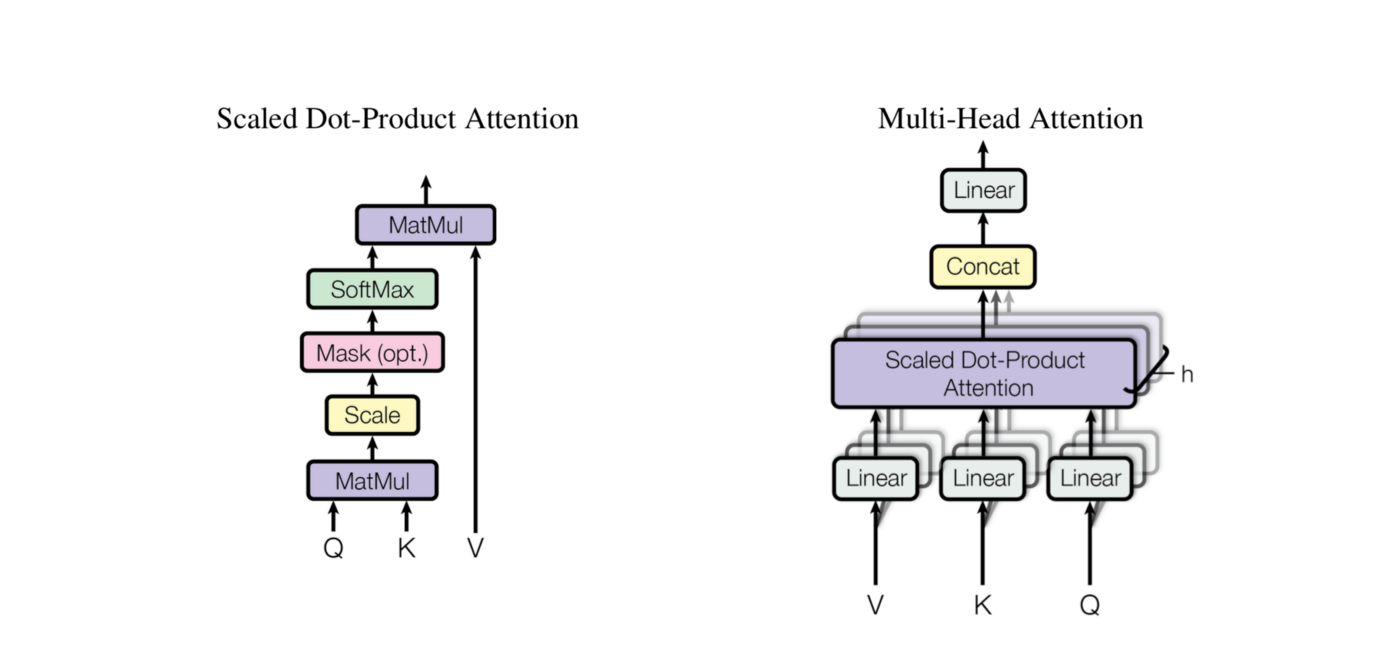 Scaled Dot-Product Attention
MatMul
SoftMax
Mask (opt.)
Scale
MatMul
Q K V
Multi-Head Attention
Linear
Concat
Scaled Dot-Product
Attention
h
Linear Linear Linear
V K Q